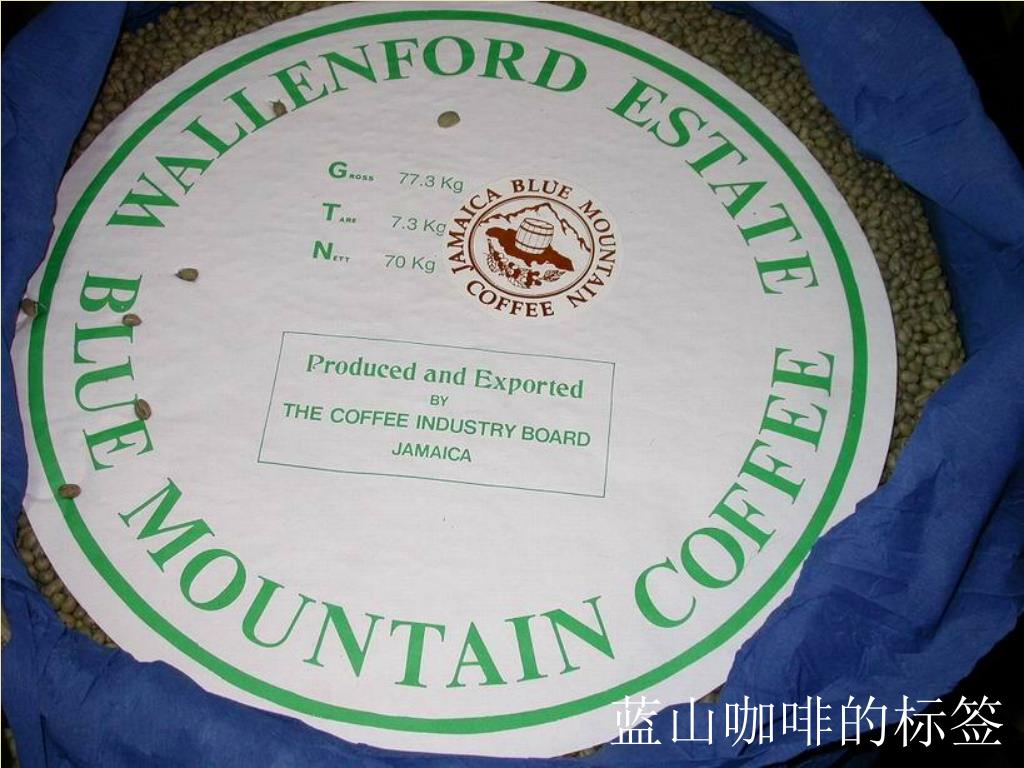 WALLENFORD ESTATE
BLUE MOUNTAIN COFFEE
GROSS 77.3 Kg
TARE 7.3 Kg
NETT 70 Kg
JAMAICA BLUE MOUNTAIN
COFFEE
Produced and Exported
BY
THE COFFEE INDUSTRY BOARD
JAMAICA
蓝山咖啡的标签